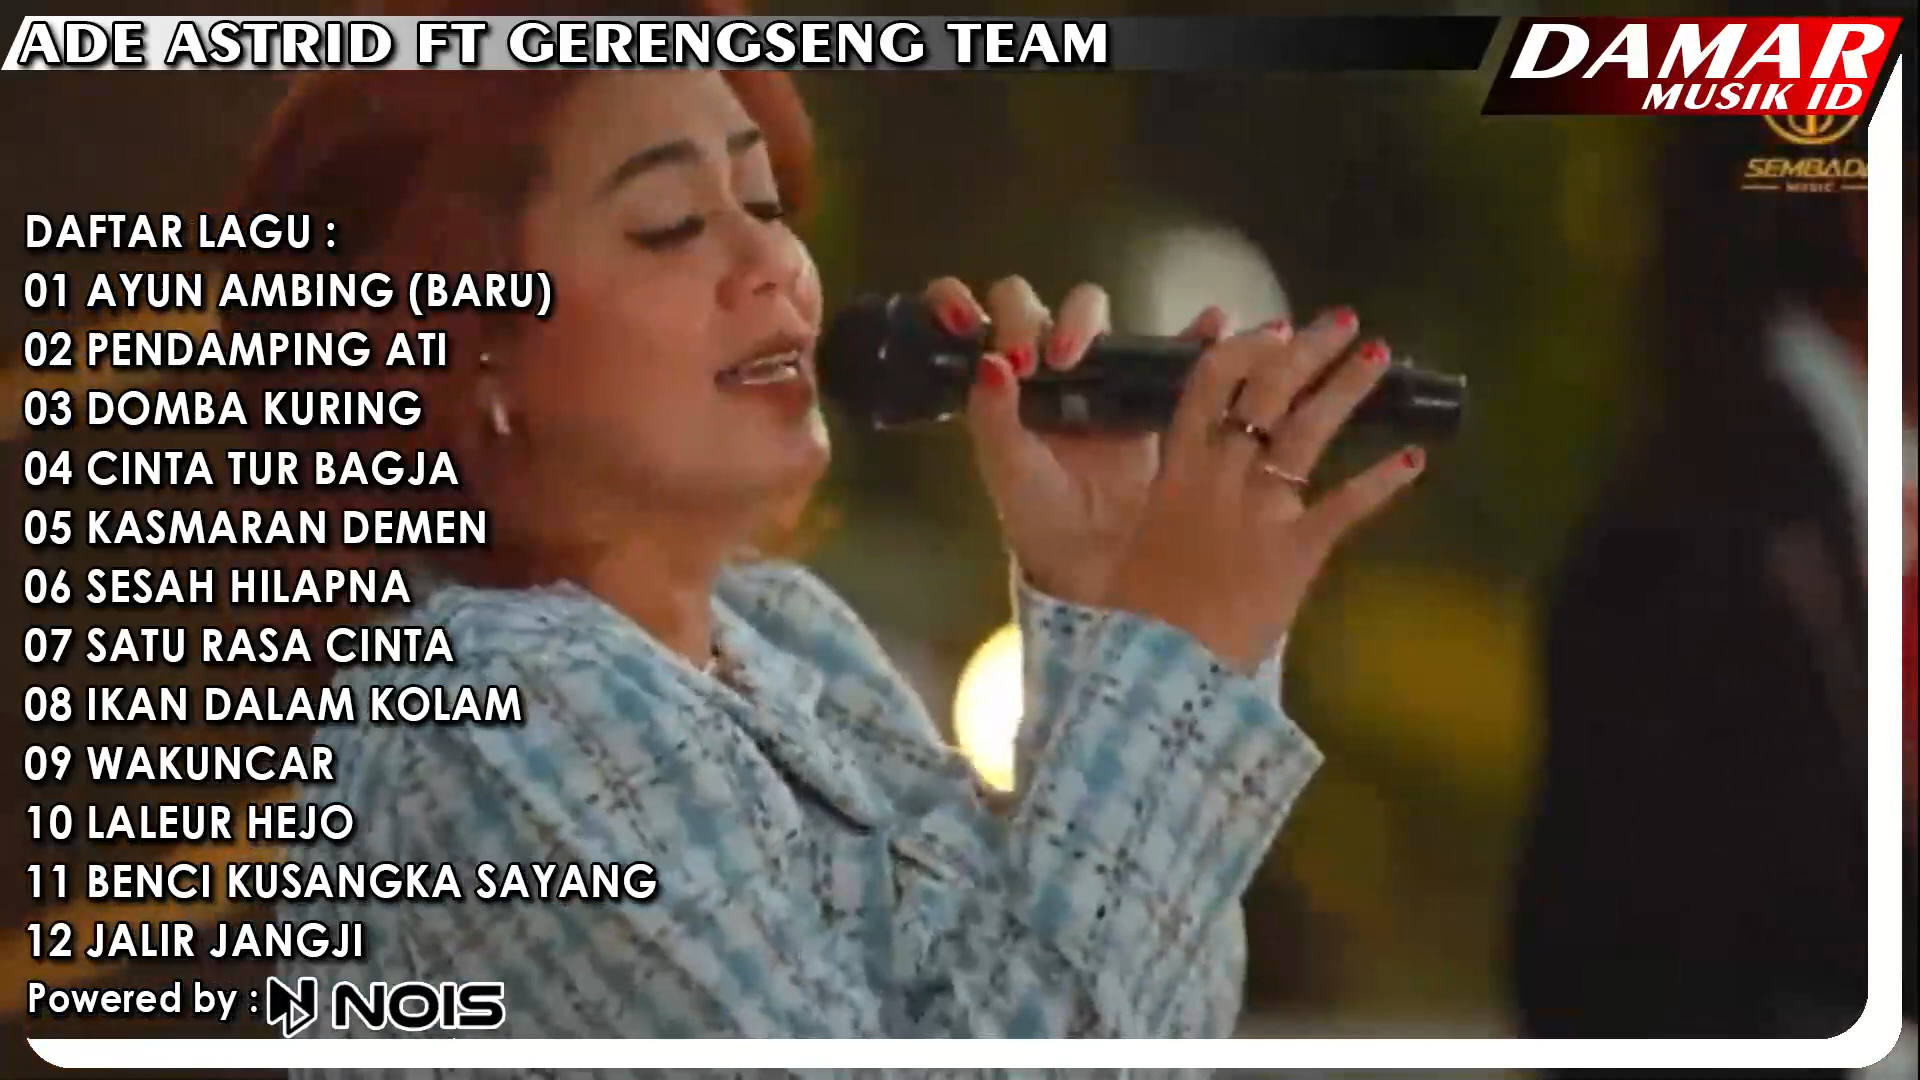 ADE ASTRID FT GERENGSENG TEAM
DAMAR
MUSIK ID
SEMBADA
MUSIC
DAFTAR LAGU :
01 AYUN AMBING (BARU)
02 PENDAMPING ATI
03 DOMBA KURING
04 CINTA TUR BAGJA
05 KASMARAN DEMEN
06 SESAH HILAPNA
07 SATU RASA CINTA
08 IKAN DALAM KOLAM
09 WAKUNCAR
10 LALEUR HEJO
11 BENCI KUSANGKA SAYANG
12 JALIR JANGJI
Powered by : NOIS